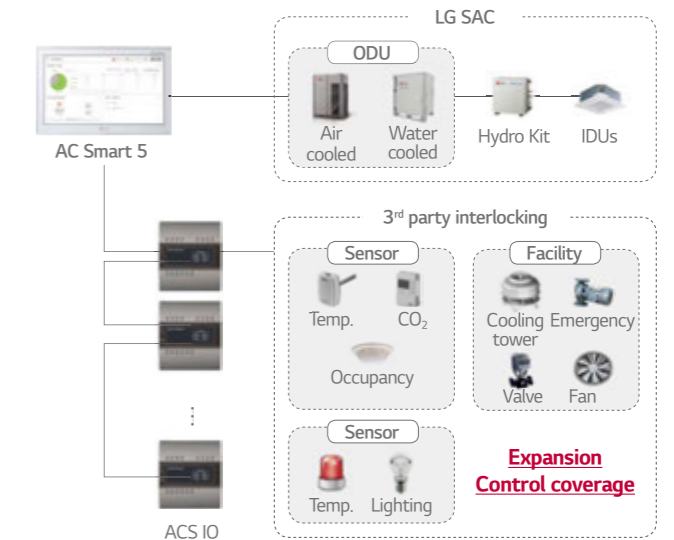 LG SAC
ODU
Air
cooled
Water
cooled
Hydro Kit
IDUs
AC Smart 5
3rd party interlocking
Sensor
Temp.
CO₂
Occupancy
Facility
Cooling
tower
Emergency
Valve
Fan
Sensor
Temp.
Lighting
Expansion
Control coverage
ACS IO